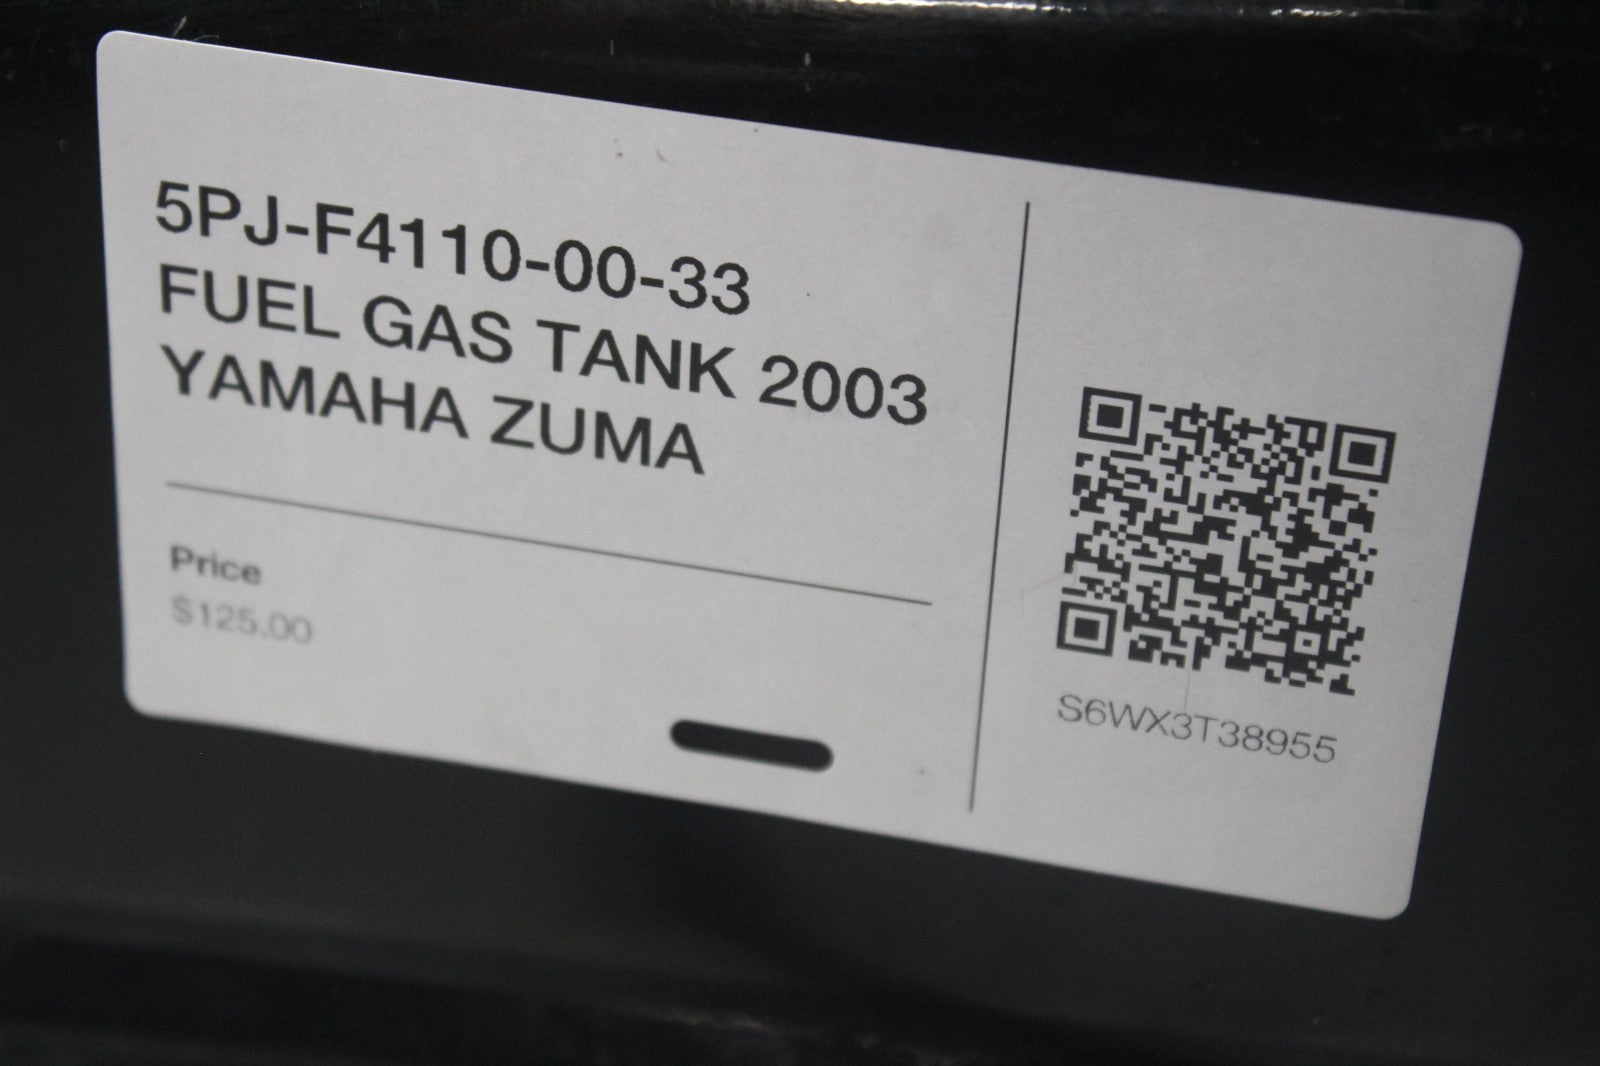 5PJ-F4110-00-33
FUEL GAS TANK 2003
YAMAHA ZUMA
Price
$125.00
S6WX3T38955